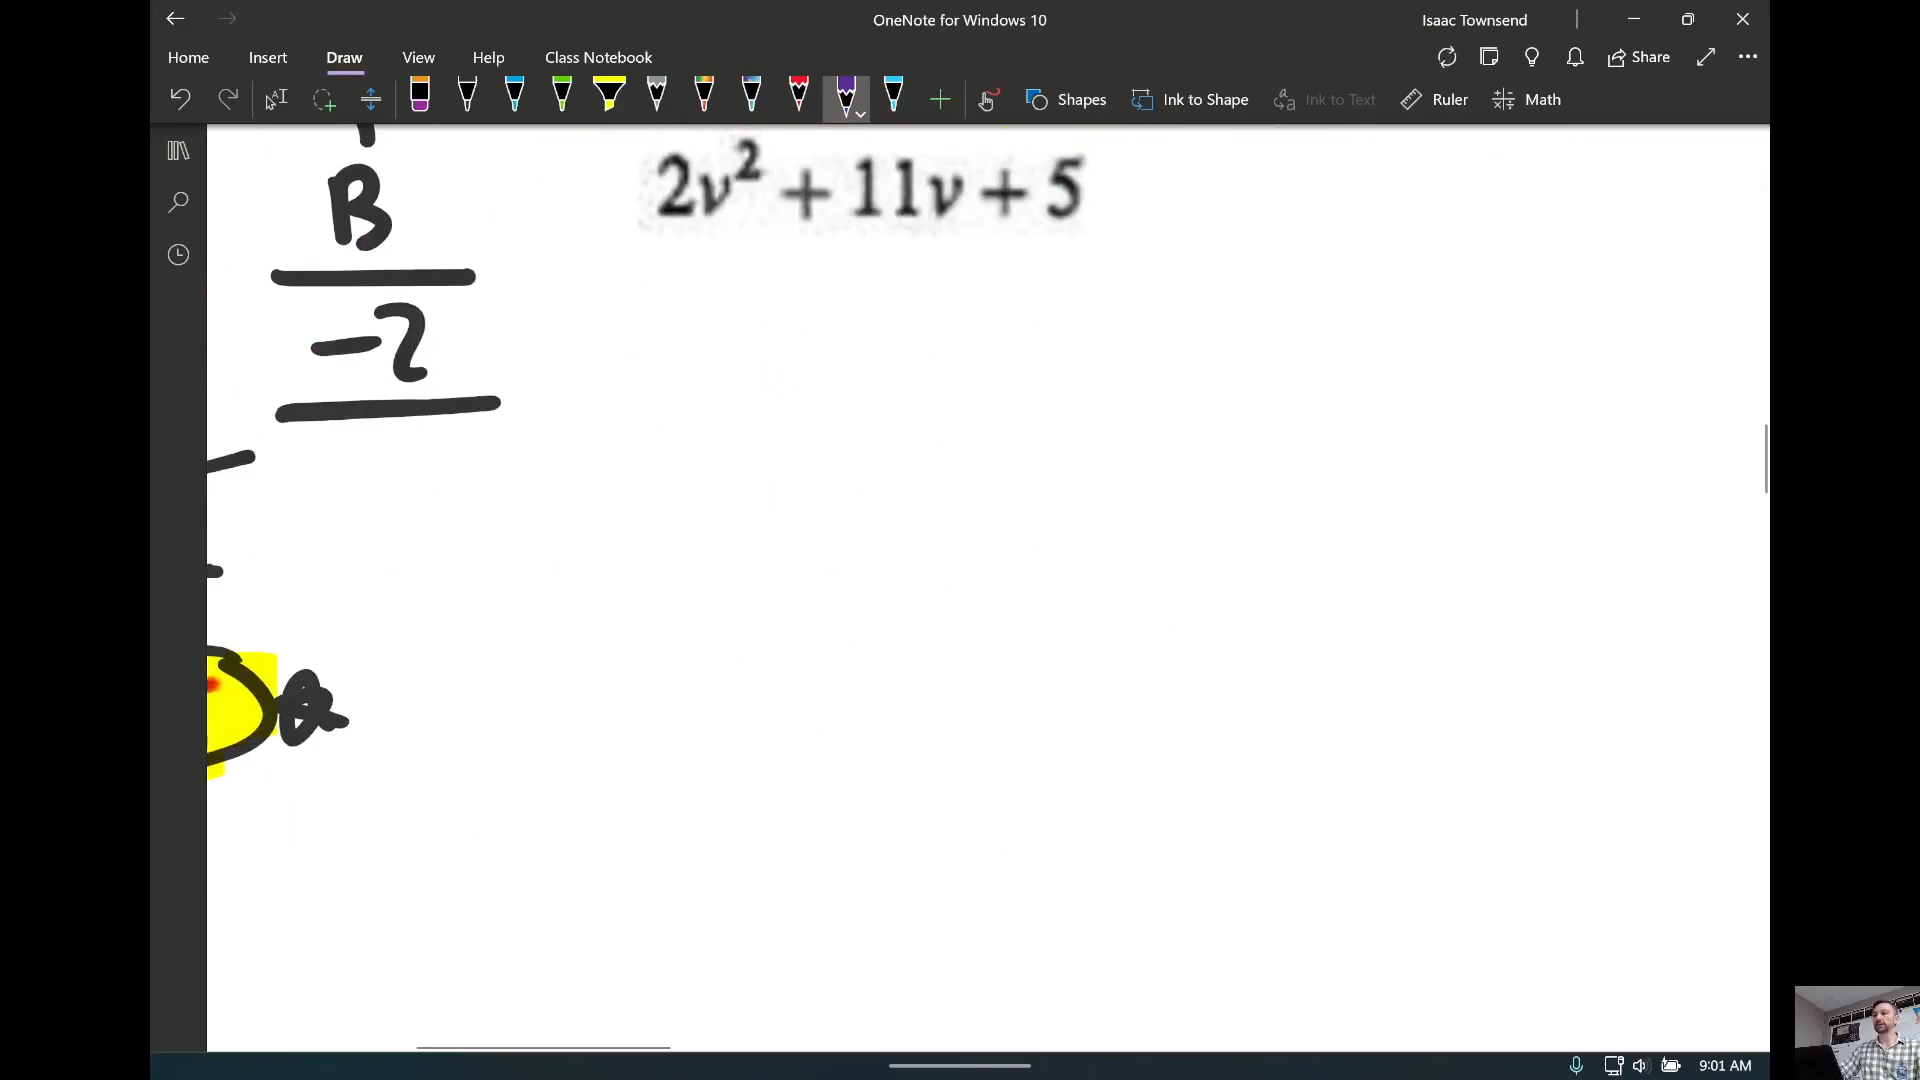 OneNote for Windows 10
Isaac Townsend
Home Insert Draw View Help Class Notebook
Share
Shapes Ink to Shape Ink to Text Ruler Math
2v² + 11v + 5
B
-2
9:01 AM